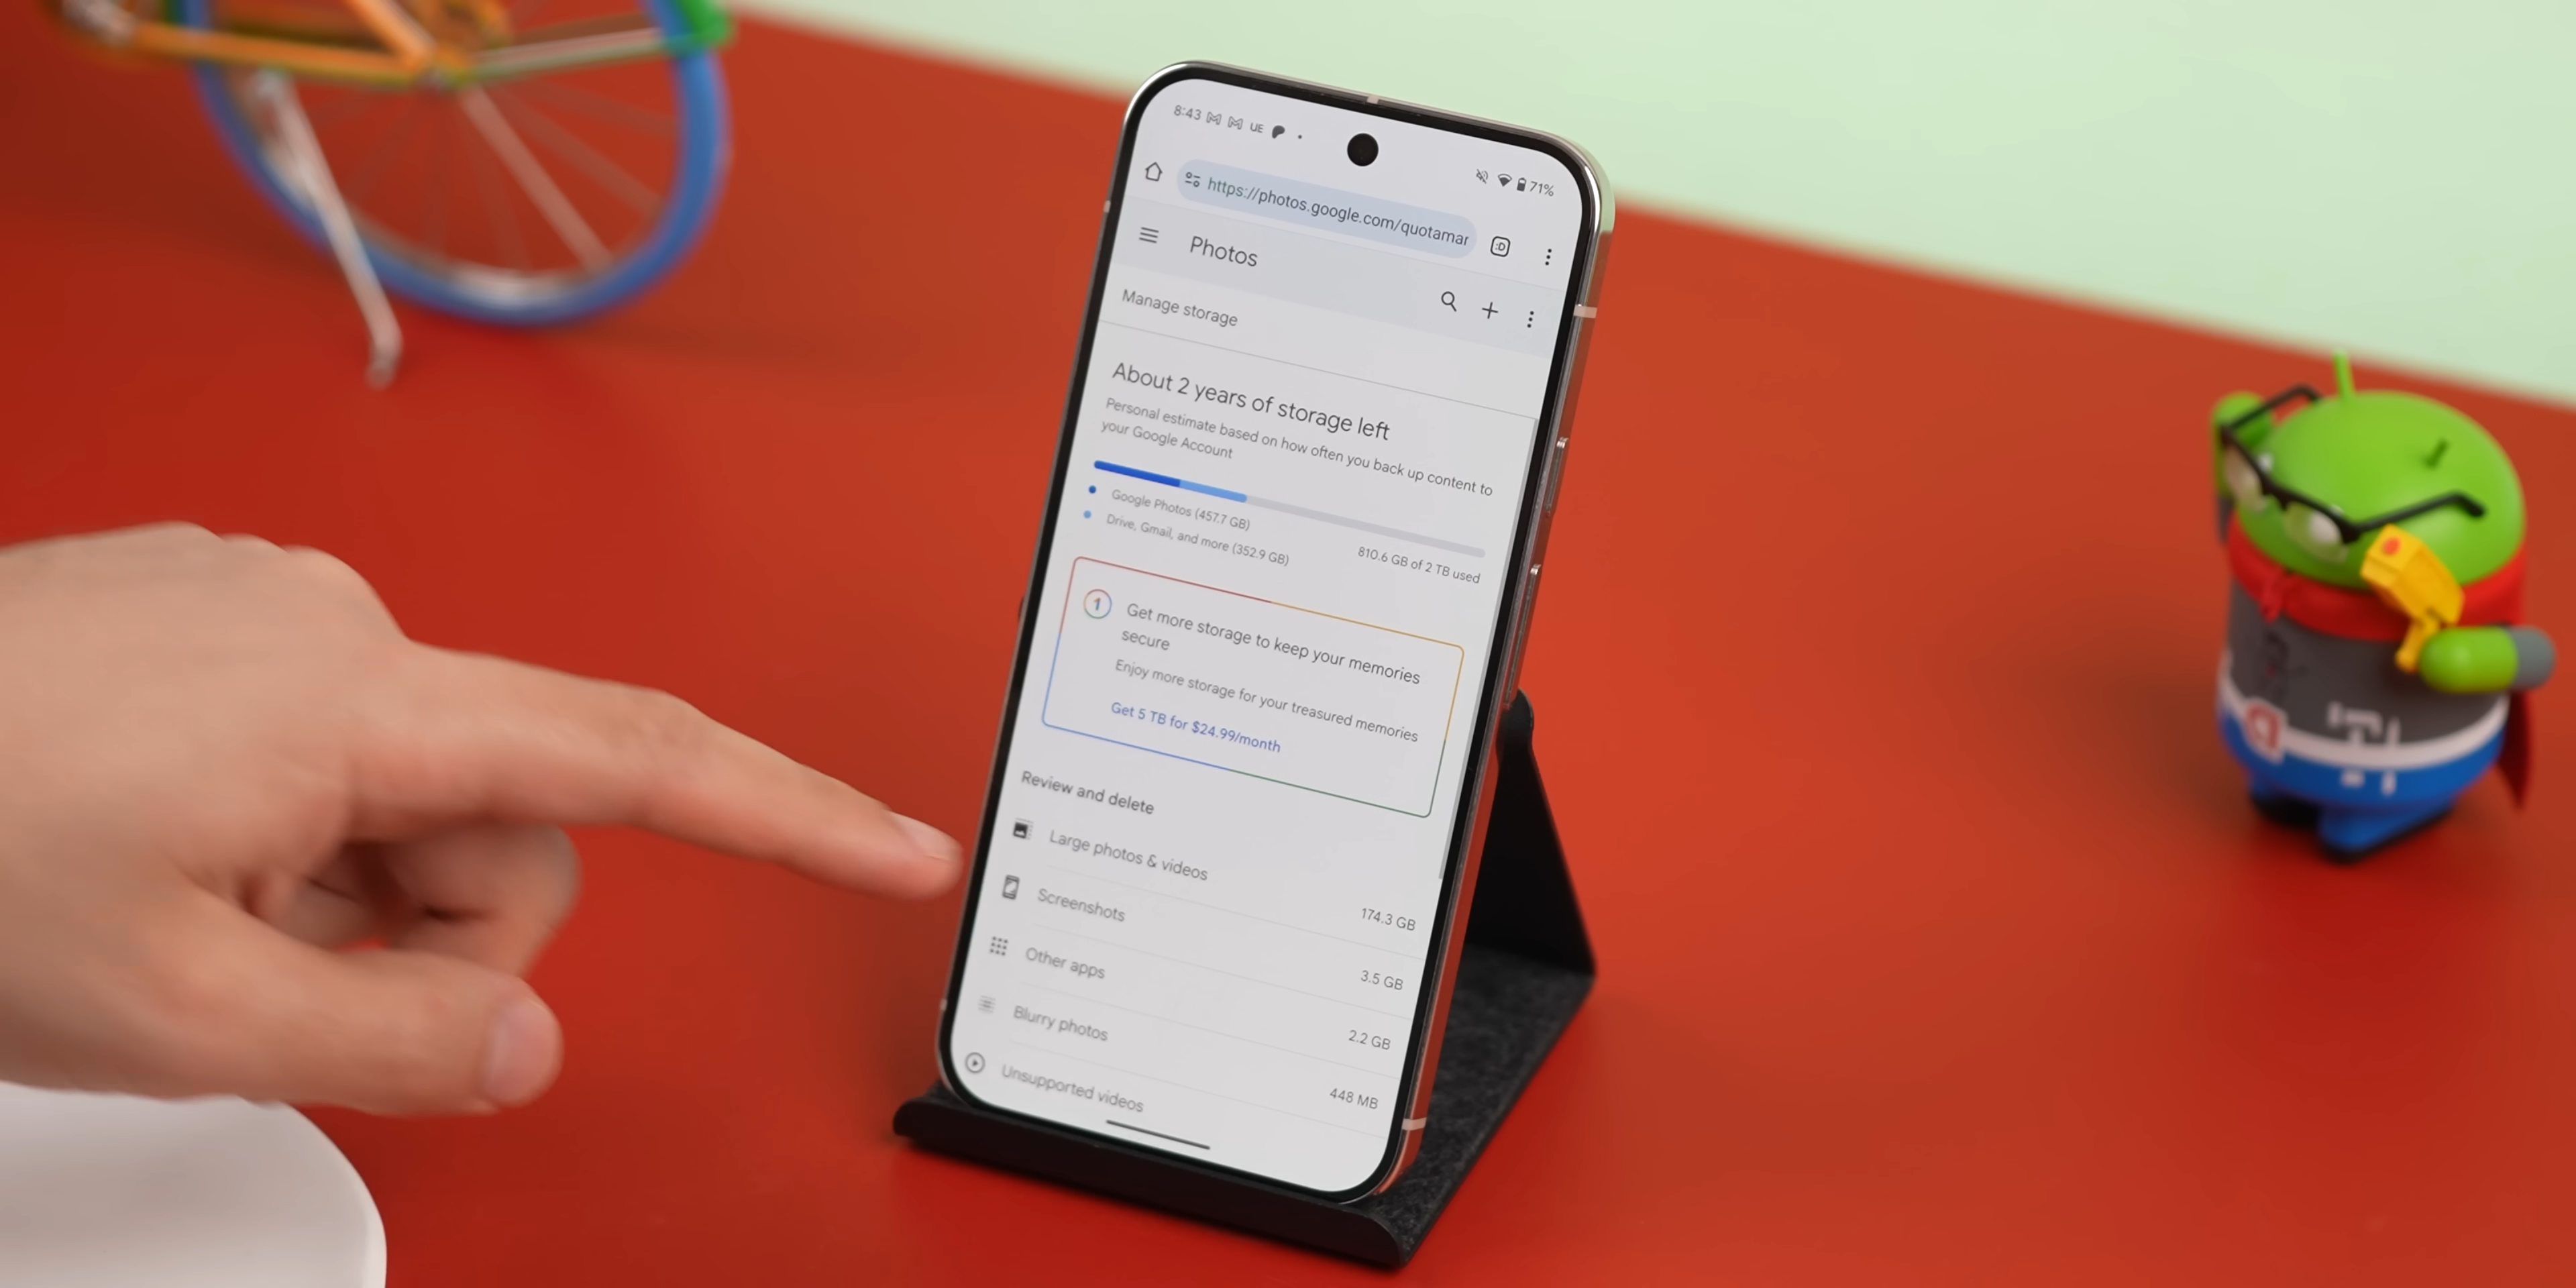 8:43 UE 71%
https://photos.google.com/quotamar :D
Photos
Manage storage
About 2 years of storage left
Personal estimate based on how often you back up content to
your Google Account
Google Photos (457.7 GB)
Drive, Gmail, and more (352.9 GB)
810.6 GB of 2 TB used
1
Get more storage to keep your memories
secure
Enjoy more storage for your treasured memories
Get 5 TB for $24.99/month
Review and delete
Large photos & videos
174.3 GB
Screenshots
3.5 GB
Other apps
2.2 GB
Blurry photos
448 MB
Unsupported videos